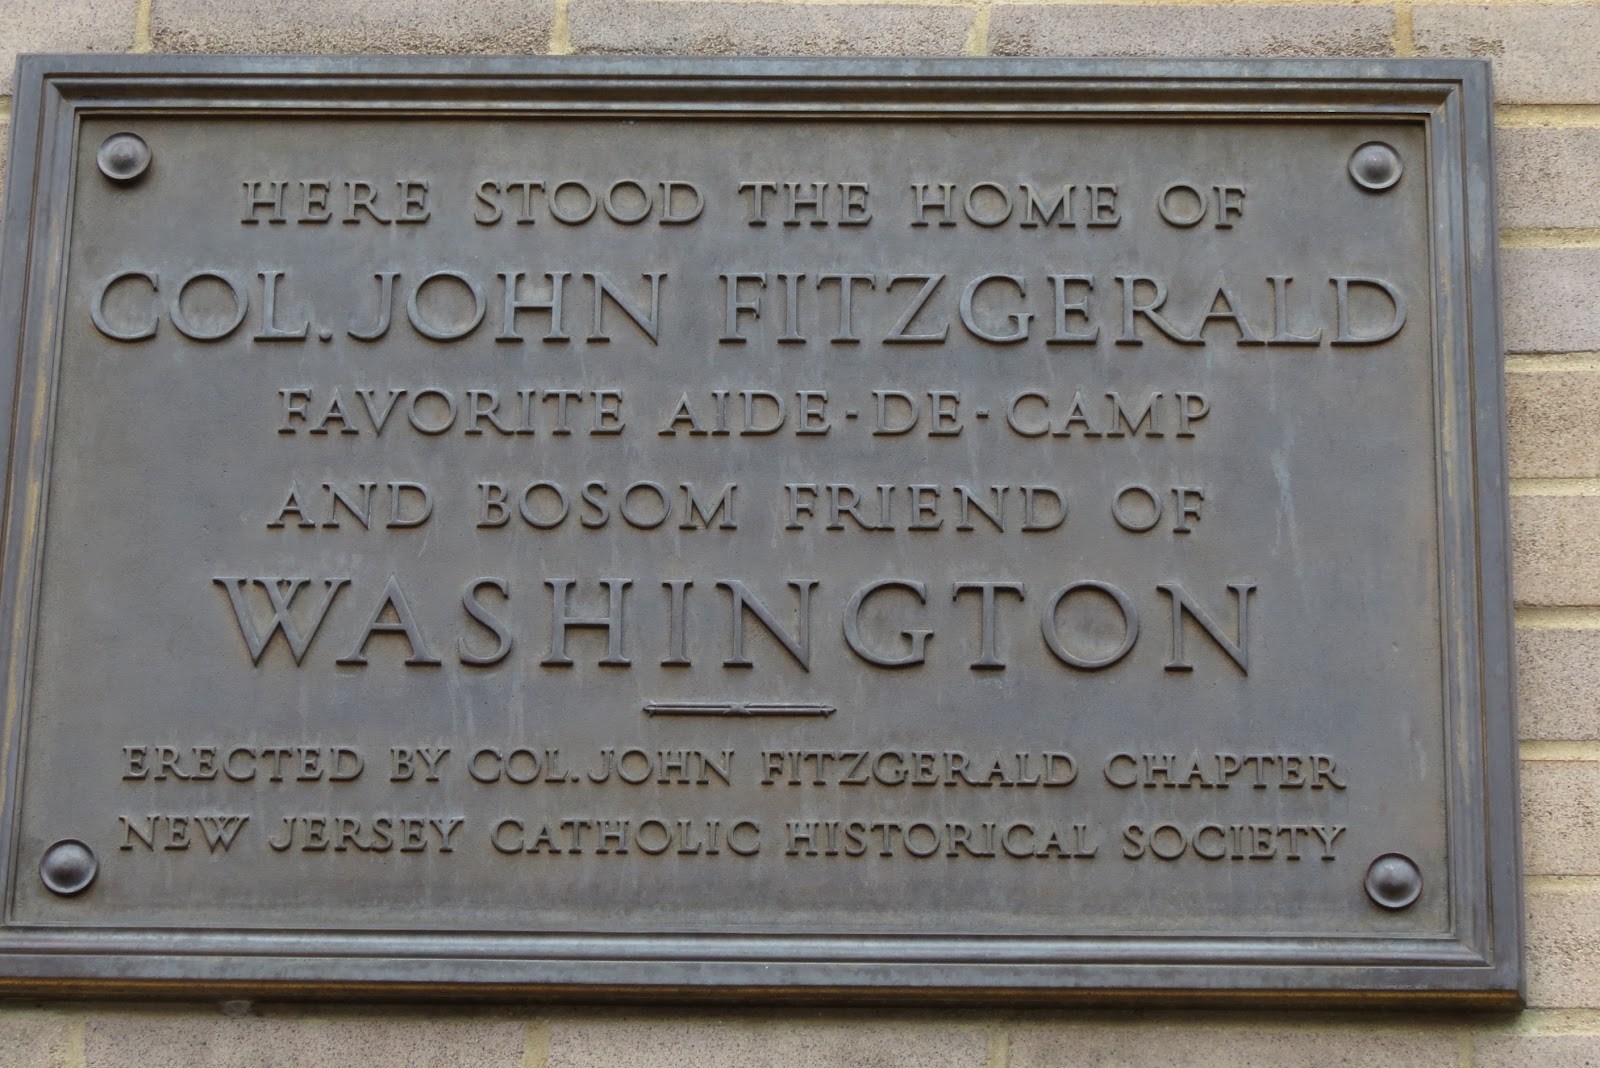 HERE STOOD THE HOME OF
COL. JOHN FITZGERALD
FAVORITE AIDE-DE-CAMP
AND BOSOM FRIEND OF
WASHINGTON
ERECTED BY COL. JOHN FITZGERALD CHAPTER
NEW JERSEY CATHOLIC HISTORICAL SOCIETY